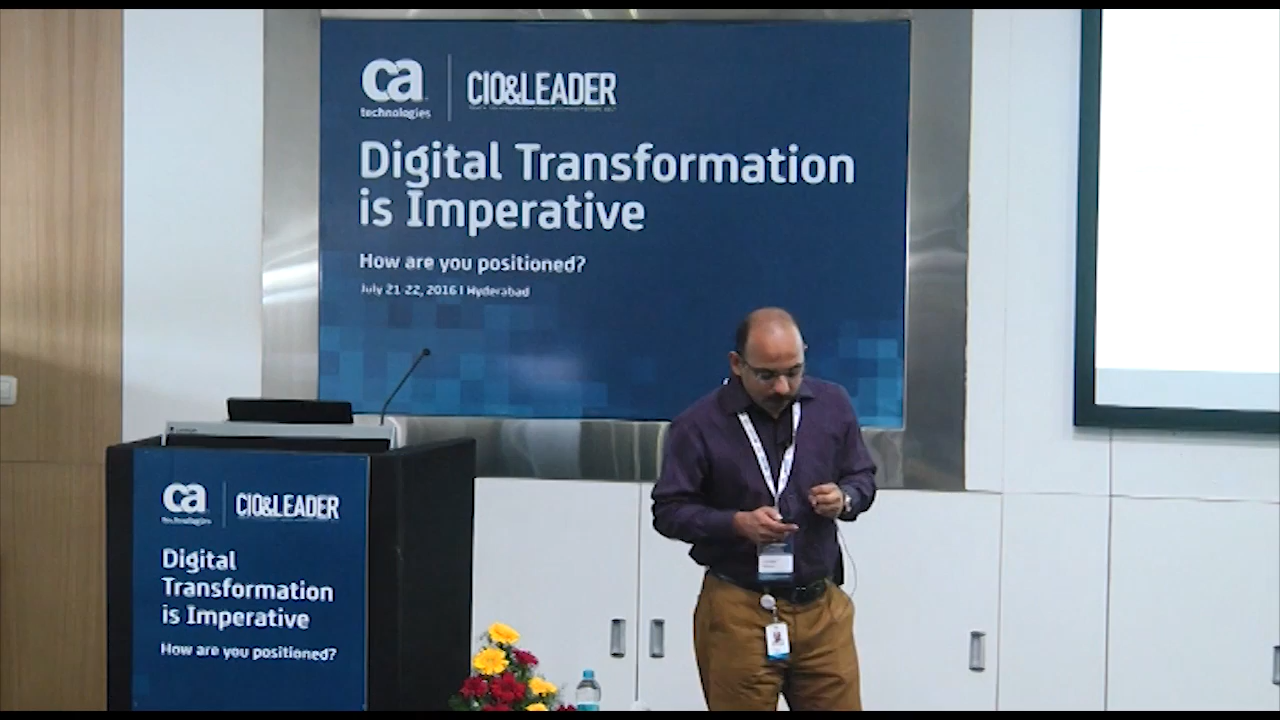 ca
technologies
CIO&LEADER
Digital Transformation
is Imperative
How are you positioned?
July 21-22, 2016 | Hyderabad
ca
technologies
CIO&LEADER
Digital
Transformation
is Imperative
How are you positioned?